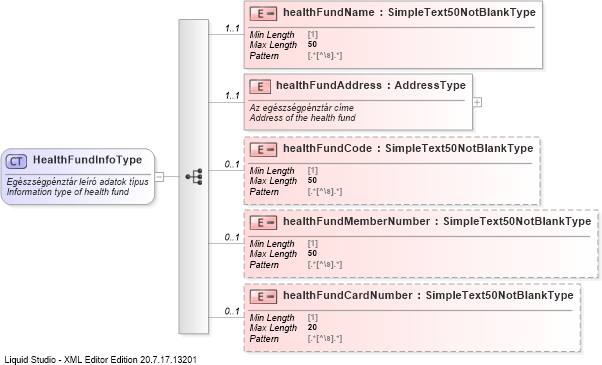 1..1
E healthFundName : SimpleText50NotBlankType
Min Length [1]
Max Length 50
Pattern [.*[^\s].*]
1..1
E healthFundAddress : AddressType
Az egészségpénztár címe
Address of the health fund
CT HealthFundInfoType
Egészségpénztár leíró adatok típus
Information type of health fund
0..1
E healthFundCode : SimpleText50NotBlankType
Min Length [1]
Max Length 50
Pattern [.*[^\s].*]
0..1
E healthFundMemberNumber : SimpleText50NotBlankType
Min Length [1]
Max Length 50
Pattern [.*[^\s].*]
0..1
E healthFundCardNumber : SimpleText50NotBlankType
Min Length [1]
Max Length 20
Pattern [.*[^\s].*]
Liquid Studio - XML Editor Edition 20.7.17.13201